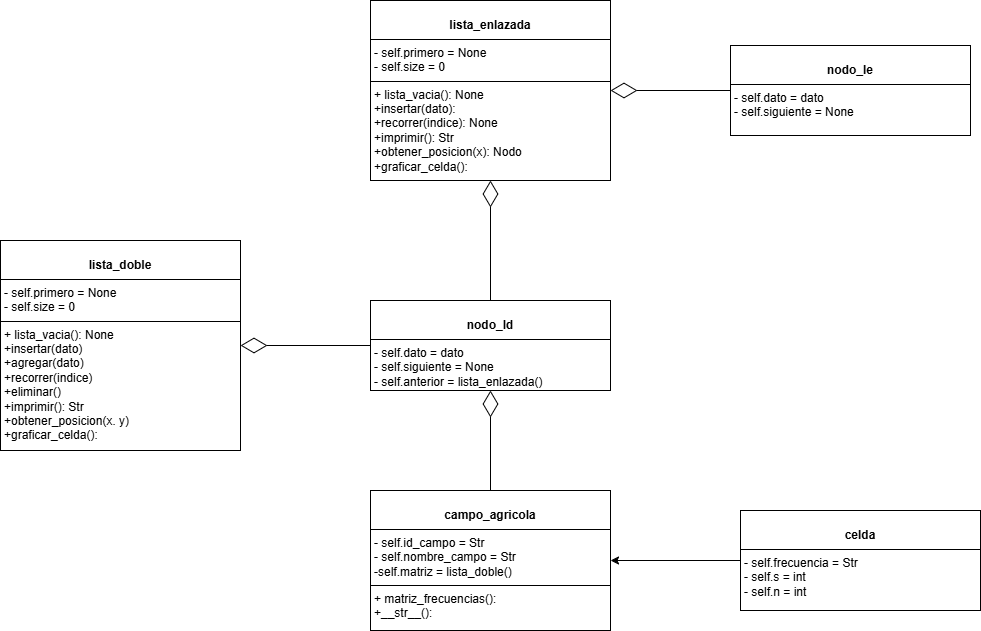 lista_enlazada
- self.primero = None
- self.size = 0
+ lista_vacia(): None
+insertar(dato):
+recorrer(indice): None
+imprimir(): Str
+obtener_posicion(x): Nodo
+graficar_celda():
nodo_le
- self.dato = dato
- self.siguiente = None
lista_doble
- self.primero = None
- self.size = 0
+ lista_vacia(): None
+insertar(dato)
+agregar(dato)
+recorrer(indice)
+eliminar()
+imprimir(): Str
+obtener_posicion(x. y)
+graficar_celda():
nodo_ld
- self.dato = dato
- self.siguiente = None
- self.anterior = lista_enlazada()
campo_agricola
- self.id_campo = Str
- self.nombre_campo = Str
-self.matriz = lista_doble()
+ matriz_frecuencias():
+__str__():
celda
- self.frecuencia = Str
- self.s = int
- self.n = int